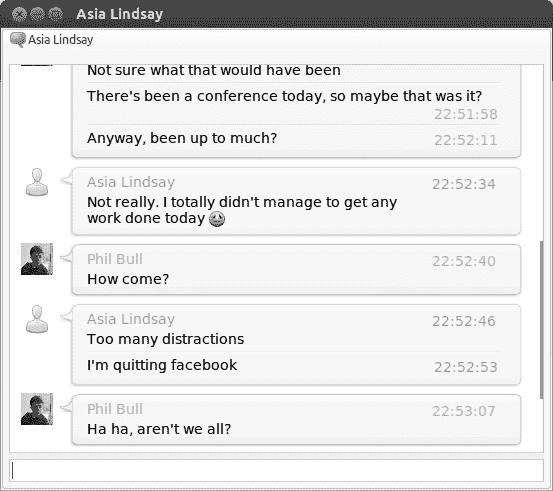 Asia Lindsay
Asia Lindsay
Not sure what that would have been
There's been a conference today, so maybe that was it?
22:51:58
Anyway, been up to much? 22:52:11
Asia Lindsay 22:52:34
Not really. I totally didn't manage to get any
work done today
Phil Bull 22:52:40
How come?
Asia Lindsay 22:52:46
Too many distractions
I'm quitting facebook 22:52:53
Phil Bull 22:53:07
Ha ha, aren't we all?